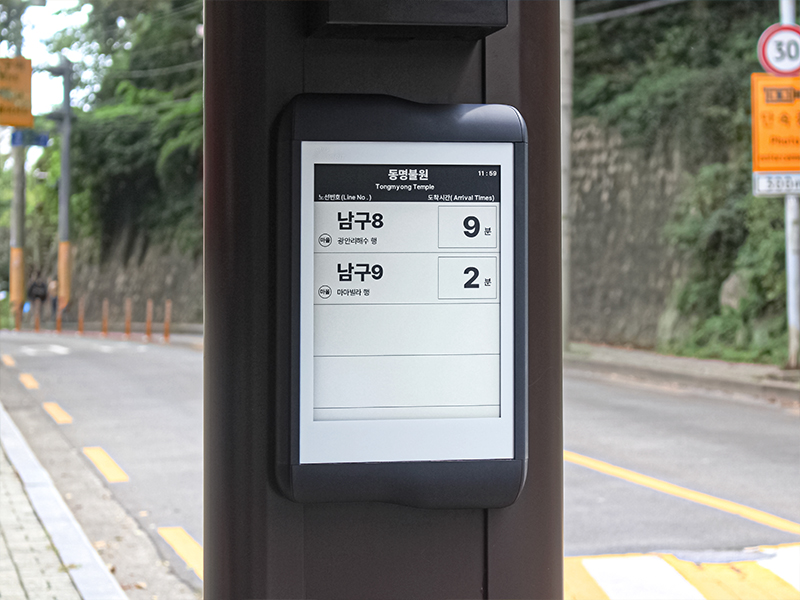 동명불원
11:59
Tongmyong Temple
노선번호(Line No.)
도착시간(Arrival Times)
남구8
9분
마을
광안리해수 행
남구9
2분
마을
마마빌라 행
30